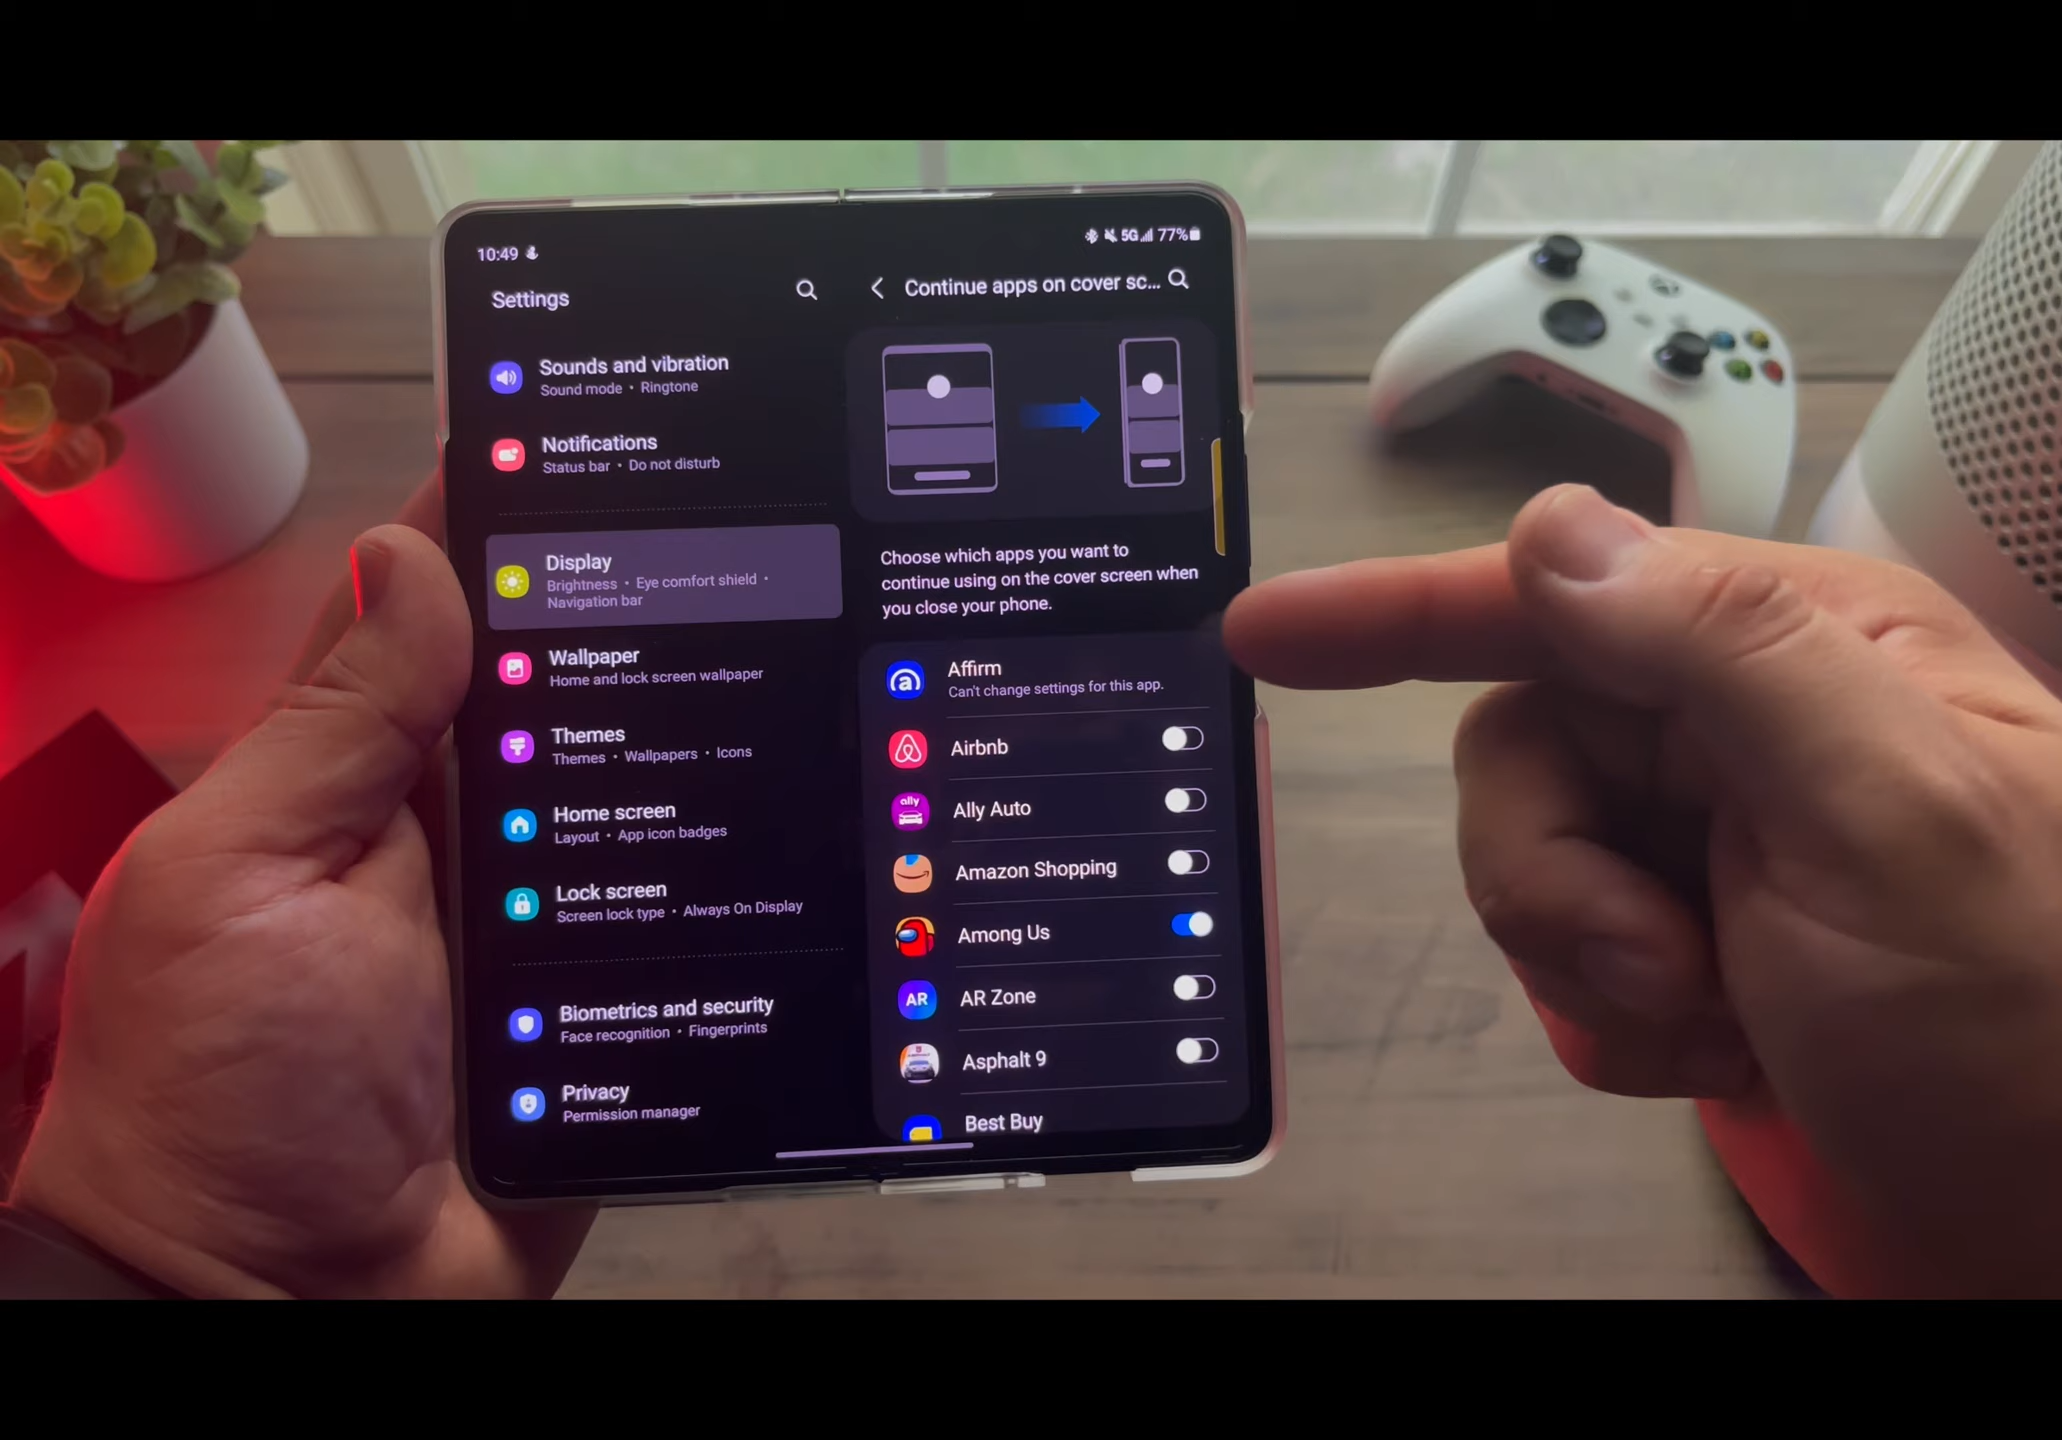 10:49
5G 77%
Settings
Continue apps on cover sc...
Sounds and vibration
Sound mode • Ringtone
Notifications
Status bar • Do not disturb
Display
Brightness • Eye comfort shield •
Navigation bar
Wallpaper
Home and lock screen wallpaper
Themes
Themes • Wallpapers • Icons
Home screen
Layout • App icon badges
Lock screen
Screen lock type • Always On Display
Biometrics and security
Face recognition • Fingerprints
Privacy
Permission manager
Choose which apps you want to
continue using on the cover screen when
you close your phone.
a
Affirm
Can't change settings for this app.
Airbnb
ally
Ally Auto
Amazon Shopping
Among Us
AR
AR Zone
Asphalt 9
Best Buy